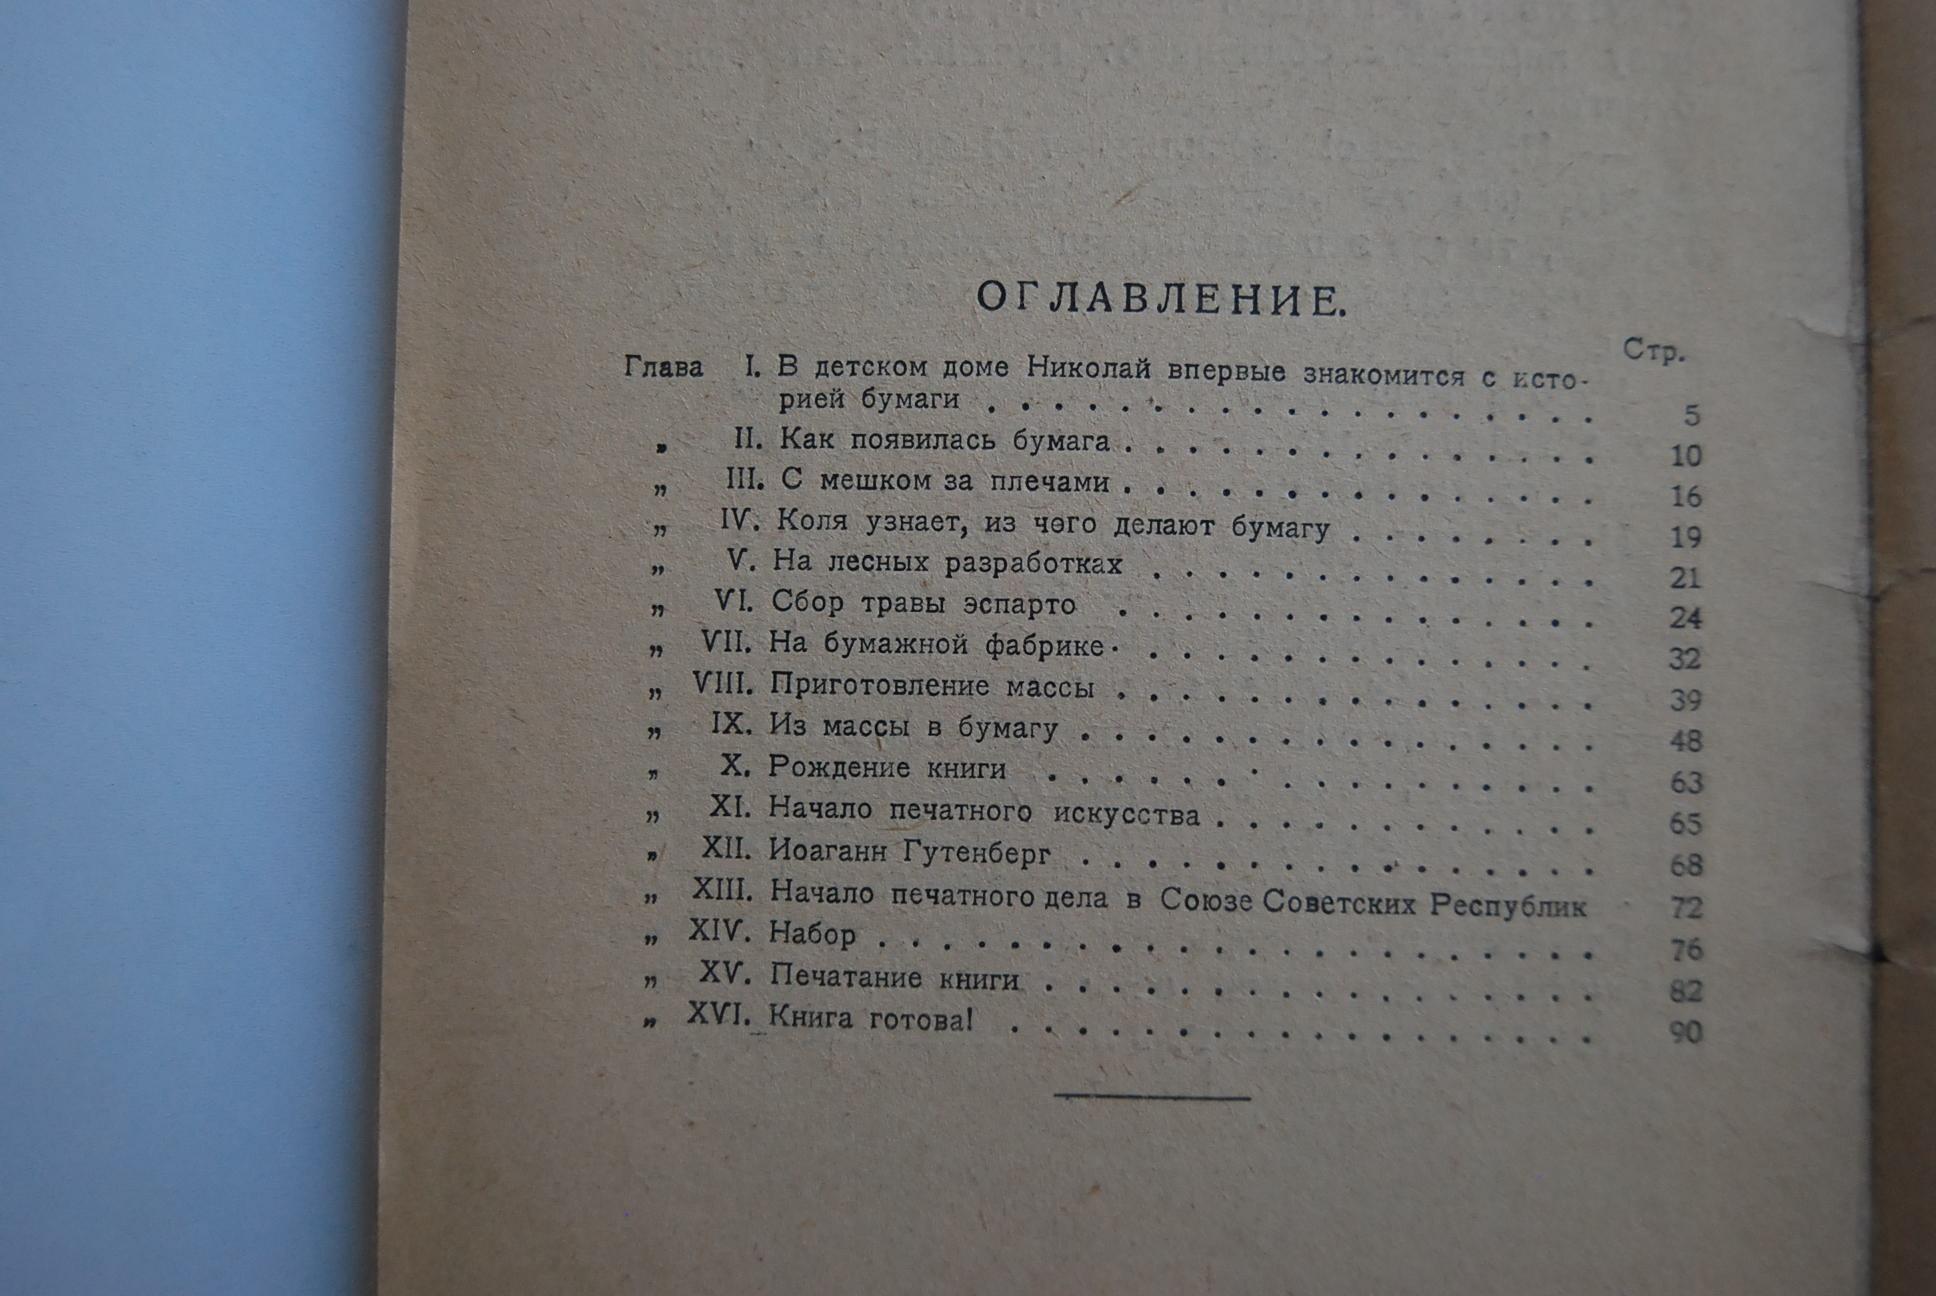 ОГЛАВЛЕНИЕ.
Стр.
Глава I. В детском доме Николай впервые знакомится с исто-
рией бумаги . . . . . . . . . . . . . . . . . . . 5
„ II. Как появилась бумага . . . . . . . . . . . . . . . 10
„ III. С мешком за плечами . . . . . . . . . . . . . . . 16
„ IV. Коля узнает, из чего делают бумагу . . . . . . . . 19
„ V. На лесных разработках . . . . . . . . . . . . . . 21
„ VI. Сбор травы эспарто . . . . . . . . . . . . . . . 24
„ VII. На бумажной фабрике . . . . . . . . . . . . . . . 32
„ VIII. Приготовление массы . . . . . . . . . . . . . . . 39
„ IX. Из массы в бумагу . . . . . . . . . . . . . . . . 48
„ X. Рождение книги . . . . . . . . . . . . . . . . . 63
„ XI. Начало печатного искусства . . . . . . . . . . . . 65
„ XII. Иоаганн Гутенберг . . . . . . . . . . . . . . . . 68
„ XIII. Начало печатного дела в Союзе Советских Республик 72
„ XIV. Набор . . . . . . . . . . . . . . . . . . . . . . 76
„ XV. Печатание книги . . . . . . . . . . . . . . . . . 82
„ XVI. Книга готова! . . . . . . . . . . . . . . . . . . 90